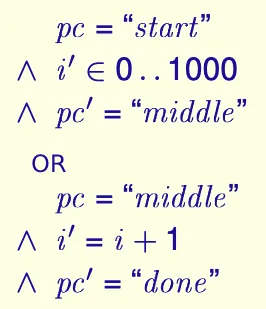 pc = “start”
∧ i′ ∈ 0 . . 1000
∧ pc′ = “middle”
OR
pc = “middle”
∧ i′ = i + 1
∧ pc′ = “done”